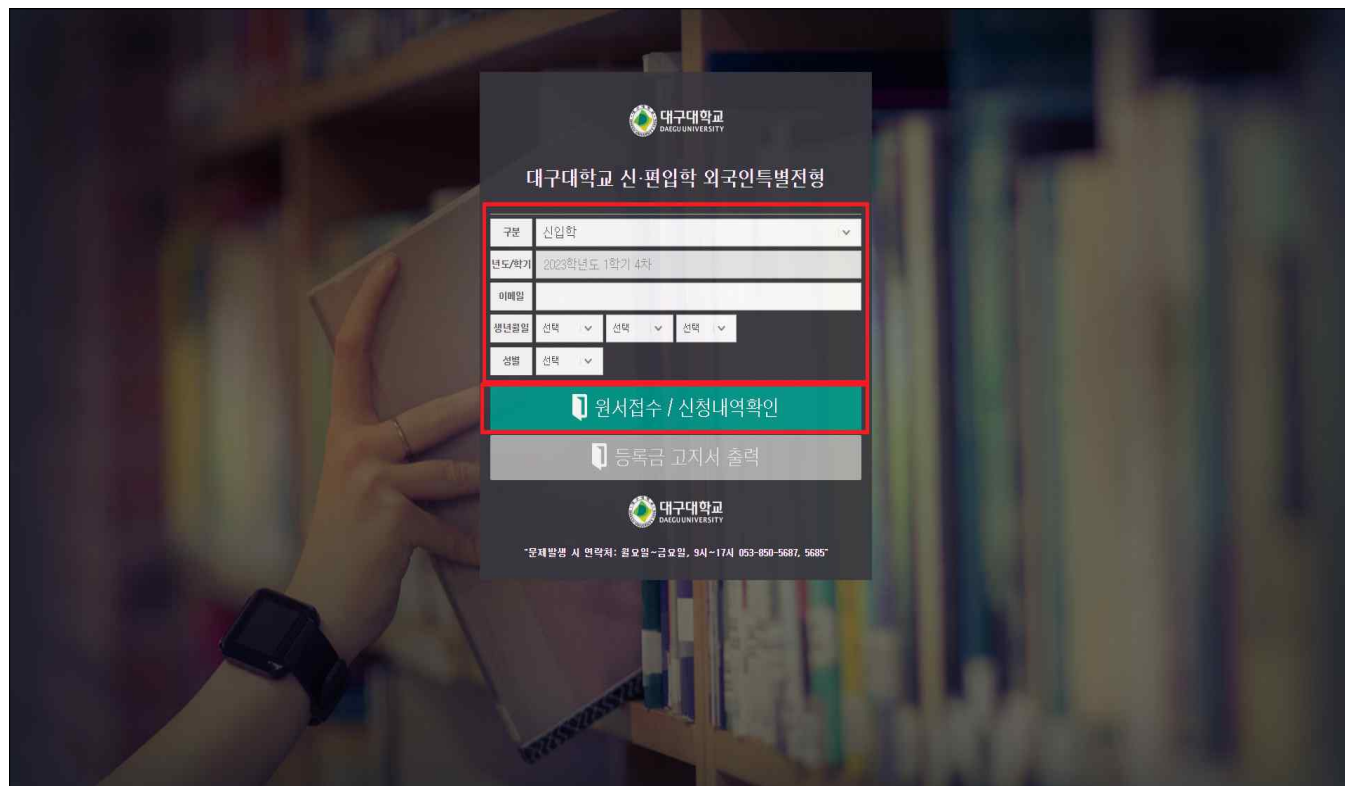 대구대학교
DAEGU UNIVERSITY
대구대학교 신·편입학 외국인특별전형
구분 신입학
년도/학기 2023학년도 1학기 4차
이메일
생년월일 선택 선택 선택
성별 선택
원서접수 / 신청내역확인
등록금 고지서 출력
대구대학교
DAEGU UNIVERSITY
"문제발생 시 연락처: 월요일~금요일, 9시~17시 053-850-5687, 5685"